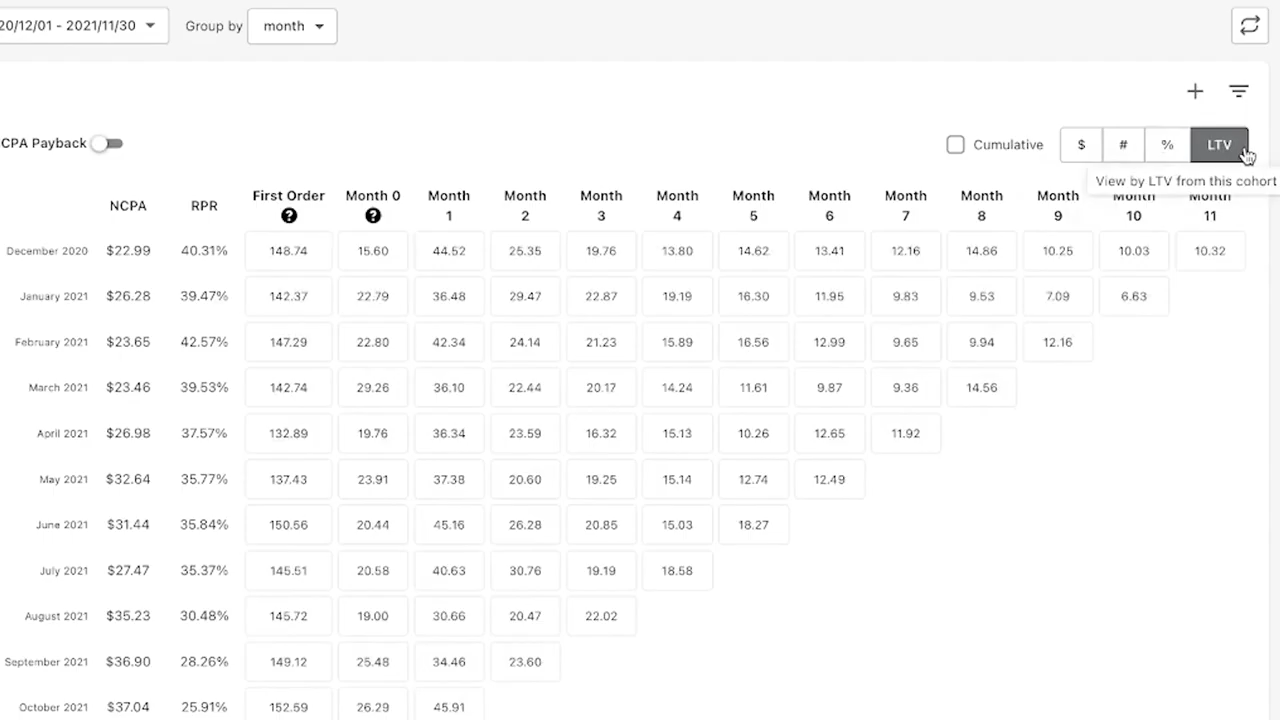 20/12/01 - 2021/11/30 Group by month
CPA Payback Cumulative $ # % LTV
View by LTV from this cohort
NCPA RPR First Order ? Month 0 ? Month 1 Month 2 Month 3 Month 4 Month 5 Month 6 Month 7 Month 8 Month 9 Month 10 Month 11
December 2020 $22.99 40.31% 148.74 15.60 44.52 25.35 19.76 13.80 14.62 13.41 12.16 14.86 10.25 10.03 10.32
January 2021 $26.28 39.47% 142.37 22.79 36.48 29.47 22.87 19.19 16.30 11.95 9.83 9.53 7.09 6.63
February 2021 $23.65 42.57% 147.29 22.80 42.34 24.14 21.23 15.89 16.56 12.99 9.65 9.94 12.16
March 2021 $23.46 39.53% 142.74 29.26 36.10 22.44 20.17 14.24 11.61 9.87 9.36 14.56
April 2021 $26.98 37.57% 132.89 19.76 36.34 23.59 16.32 15.13 10.26 12.65 11.92
May 2021 $32.64 35.77% 137.43 23.91 37.38 20.60 19.25 15.14 12.74 12.49
June 2021 $31.44 35.84% 150.56 20.44 45.16 26.28 20.85 15.03 18.27
July 2021 $27.47 35.37% 145.51 20.58 40.63 30.76 19.19 18.58
August 2021 $35.23 30.48% 145.72 19.00 30.66 20.47 22.02
September 2021 $36.90 28.26% 149.12 25.48 34.46 23.60
October 2021 $37.04 25.91% 152.59 26.29 45.91